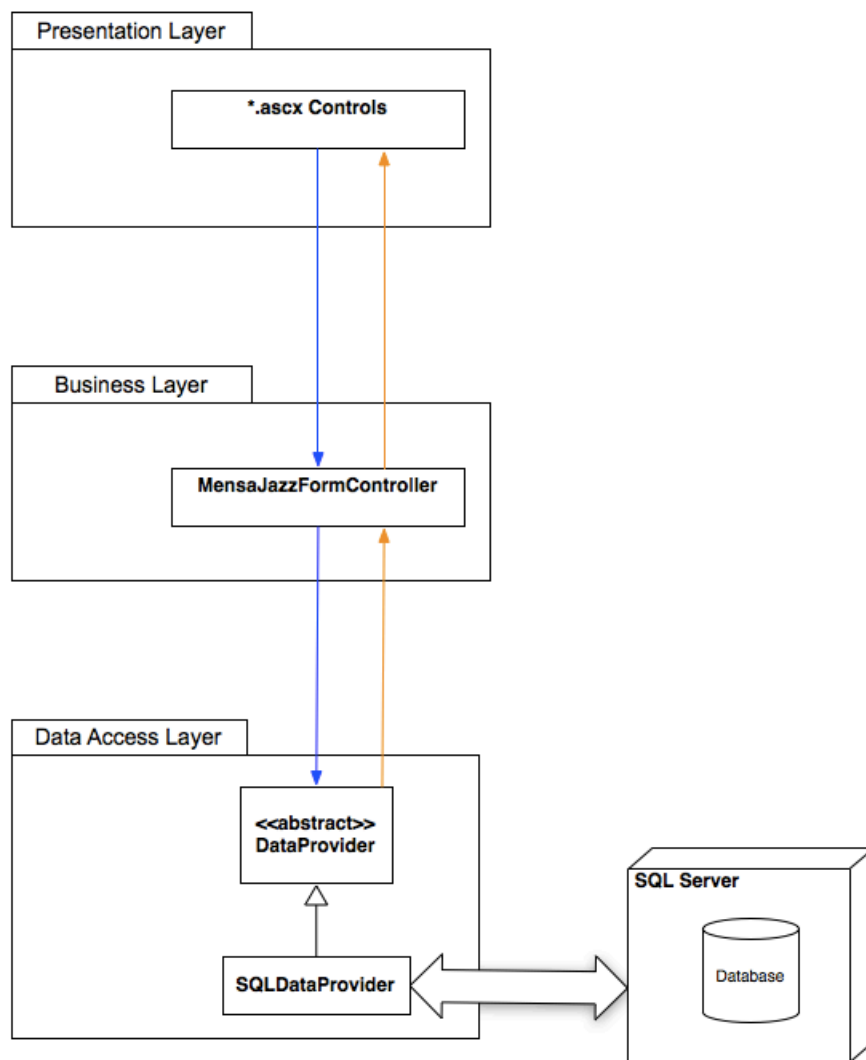 Presentation Layer
*.ascx Controls
Business Layer
MensaJazzFormController
Data Access Layer
<<abstract>>
DataProvider
SQLDataProvider
SQL Server
Database